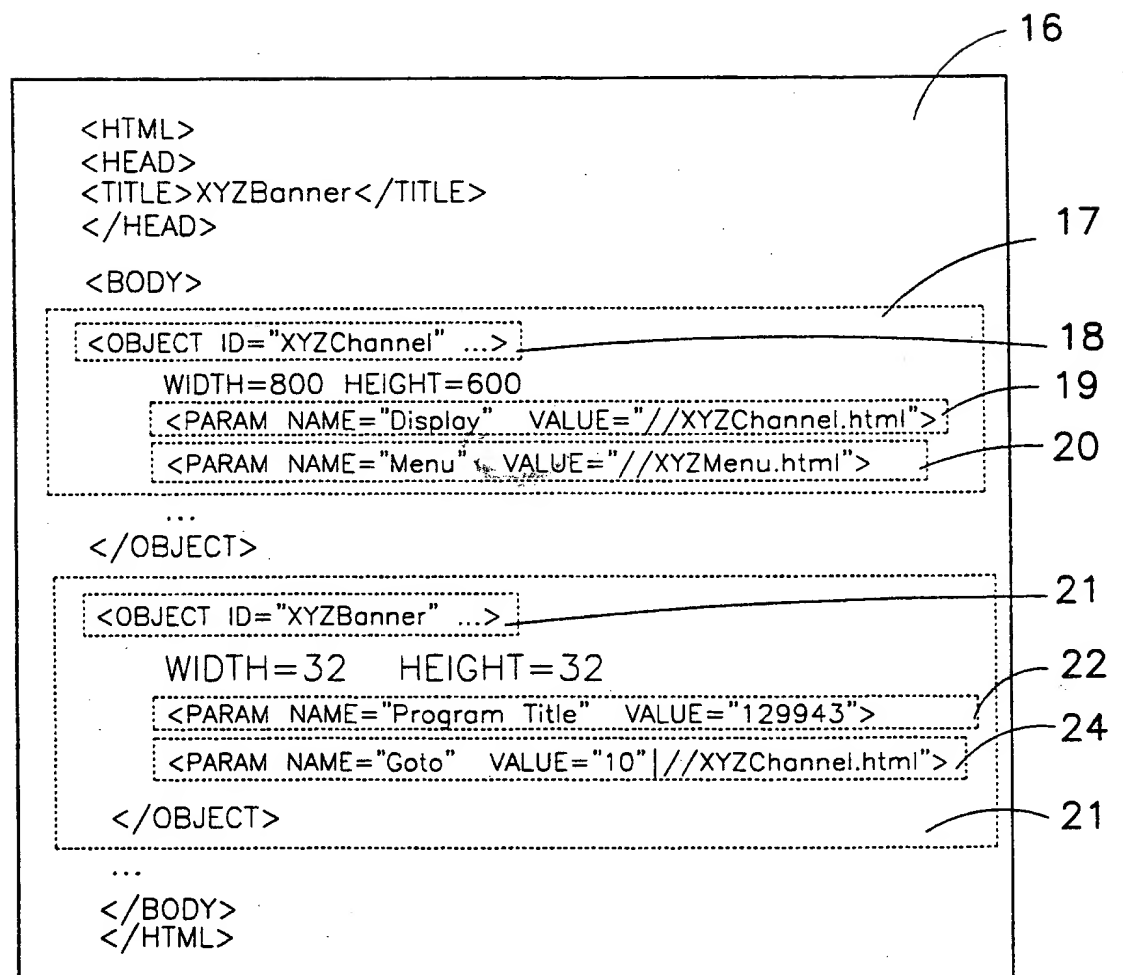 16
<HTML>
<HEAD>
<TITLE>XYZBanner</TITLE>
</HEAD>
17
<BODY>
<OBJECT ID="XYZChannel" ...>
18
WIDTH=800 HEIGHT=600
19
<PARAM NAME="Display" VALUE="//XYZChannel.html">
20
<PARAM NAME="Menu" VALUE="//XYZMenu.html">
...
</OBJECT>
21
<OBJECT ID="XYZBanner" ...>
WIDTH=32 HEIGHT=32
22
<PARAM NAME="Program Title" VALUE="129943">
24
<PARAM NAME="Goto" VALUE="10"|//XYZChannel.html">
</OBJECT>
21
...
</BODY>
</HTML>